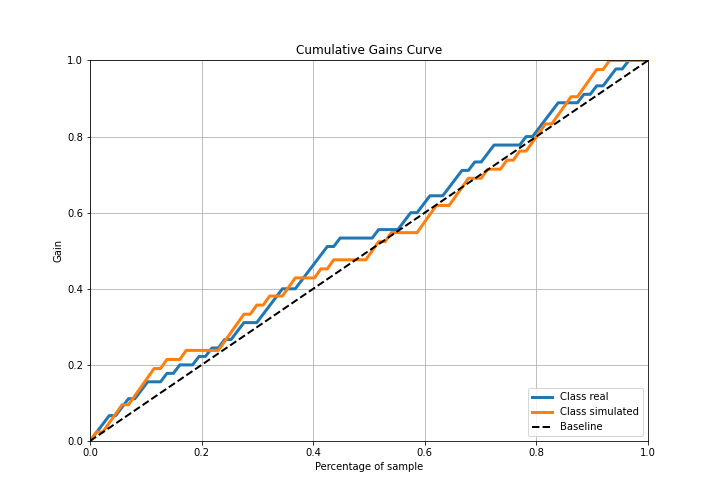 Cumulative Gains Curve
1.0
0.8
0.6
0.4
0.2
0.0
Gain
0.0 0.2 0.4 0.6 0.8 1.0
Percentage of sample
Class real
Class simulated
Baseline